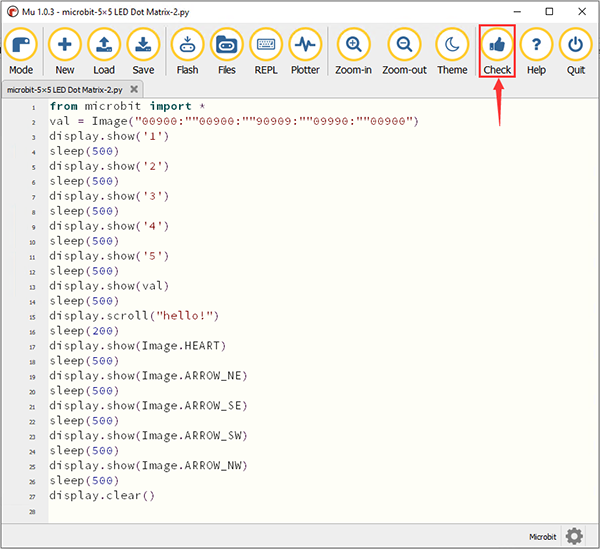 Mu 1.0.3 - microbit-5×5 LED Dot Matrix-2.py
Mode New Load Save Flash Files REPL Plotter Zoom-in Zoom-out Theme Check Help Quit
microbit-5×5 LED Dot Matrix-2.py
1 from microbit import *
2 val = Image("00900:""00900:""90909:""09990:""00900")
3 display.show('1')
4 sleep(500)
5 display.show('2')
6 sleep(500)
7 display.show('3')
8 sleep(500)
9 display.show('4')
10 sleep(500)
11 display.show('5')
12 sleep(500)
13 display.show(val)
14 sleep(500)
15 display.scroll("hello!")
16 sleep(200)
17 display.show(Image.HEART)
18 sleep(500)
19 display.show(Image.ARROW_NE)
20 sleep(500)
21 display.show(Image.ARROW_SE)
22 sleep(500)
23 display.show(Image.ARROW_SW)
24 sleep(500)
25 display.show(Image.ARROW_NW)
26 sleep(500)
27 display.clear()
28
Microbit